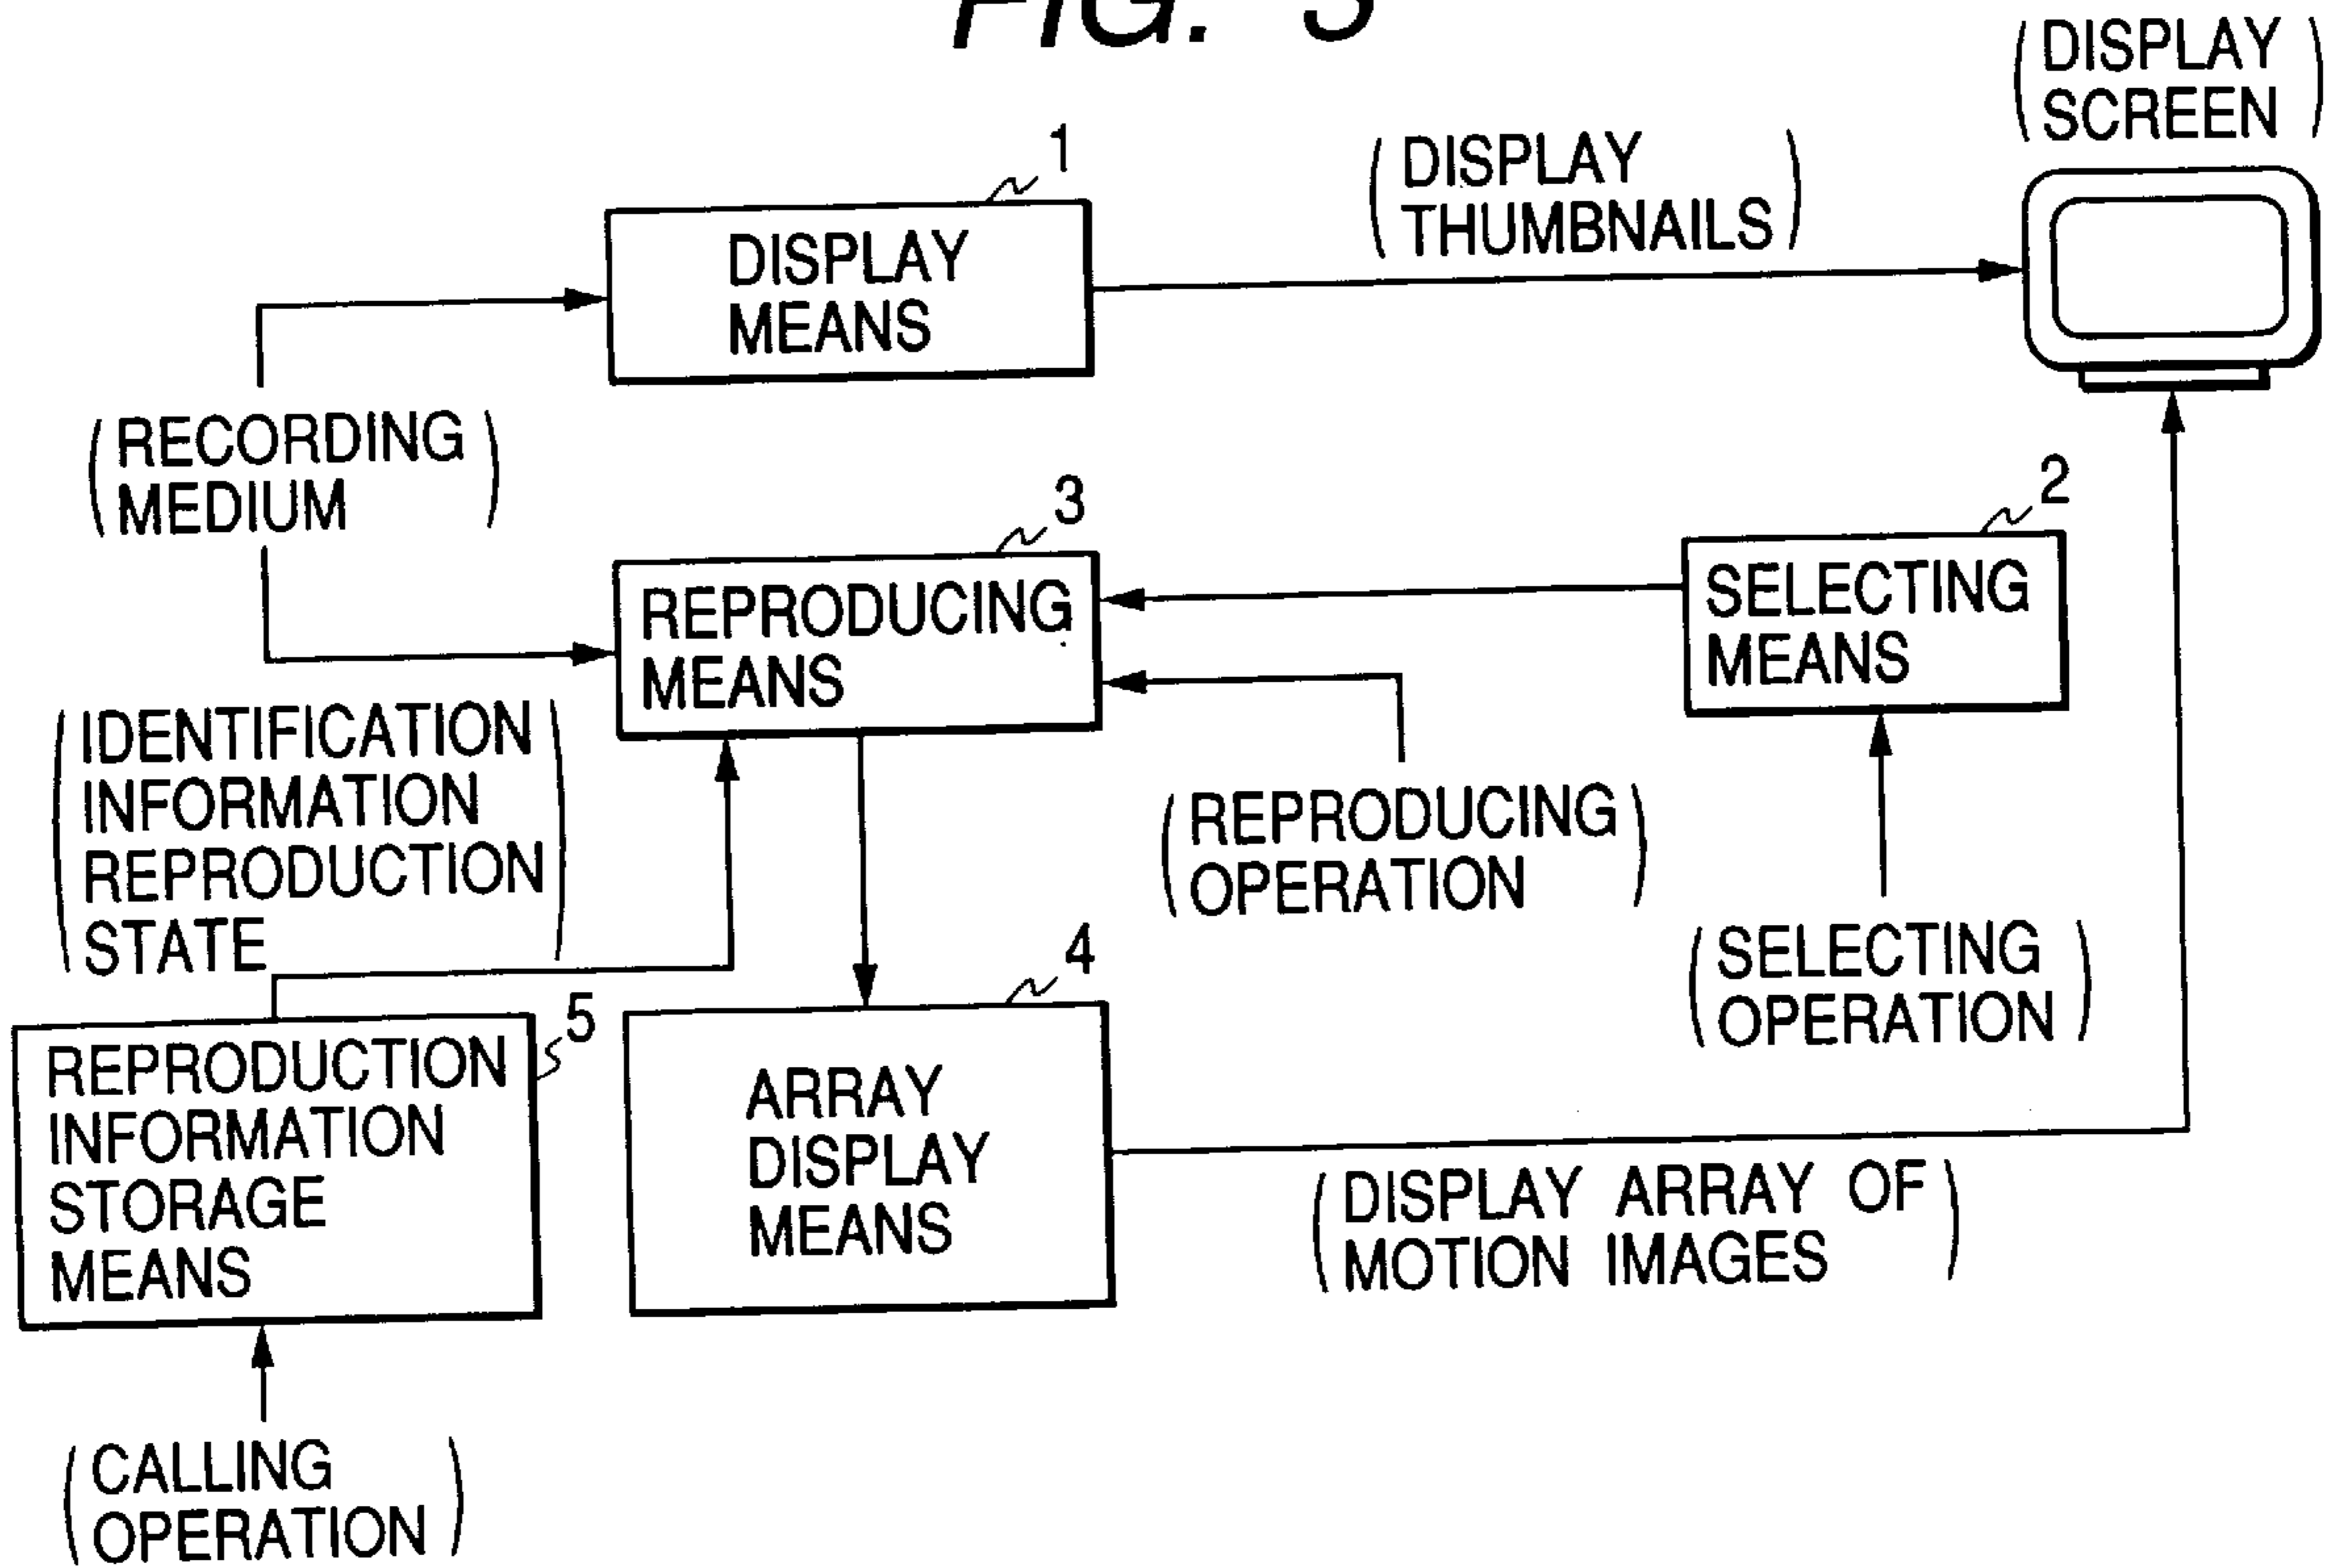 FIG.
(DISPLAY
SCREEN)
1
(DISPLAY
THUMBNAILS)
DISPLAY
MEANS
(RECORDING
MEDIUM)
3
2
REPRODUCING
MEANS
SELECTING
MEANS
(IDENTIFICATION
INFORMATION
REPRODUCTION
STATE)
(REPRODUCING
OPERATION)
(SELECTING
OPERATION)
5
4
REPRODUCTION
INFORMATION
STORAGE
MEANS
ARRAY
DISPLAY
MEANS
(DISPLAY ARRAY OF
MOTION IMAGES)
(CALLING
OPERATION)